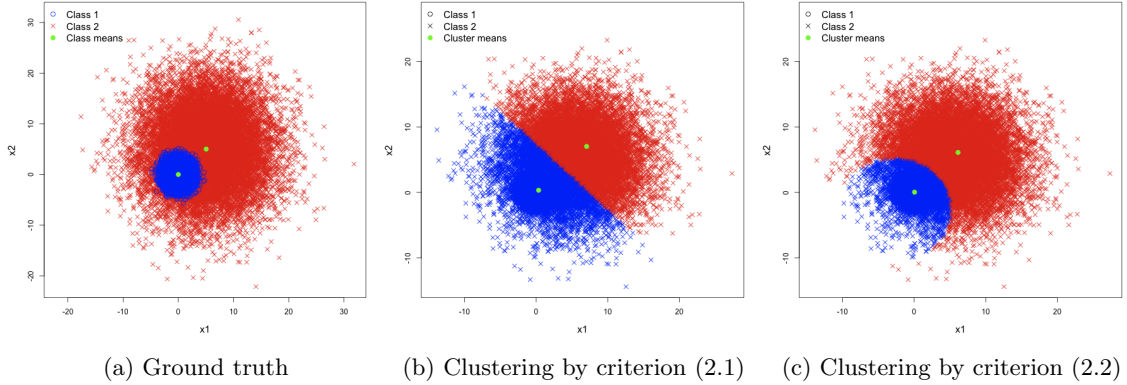 Class 1
Class 2
Class means
30
20
10
0
-10
-20
x2
-20
-10
0
10
20
30
x1
(a) Ground truth
Class 1
Class 2
Cluster means
20
10
0
-10
x2
-10
0
10
20
x1
(b) Clustering by criterion (2.1)
Class 1
Class 2
Cluster means
20
10
0
-10
x2
-10
0
10
20
x1
(c) Clustering by criterion (2.2)